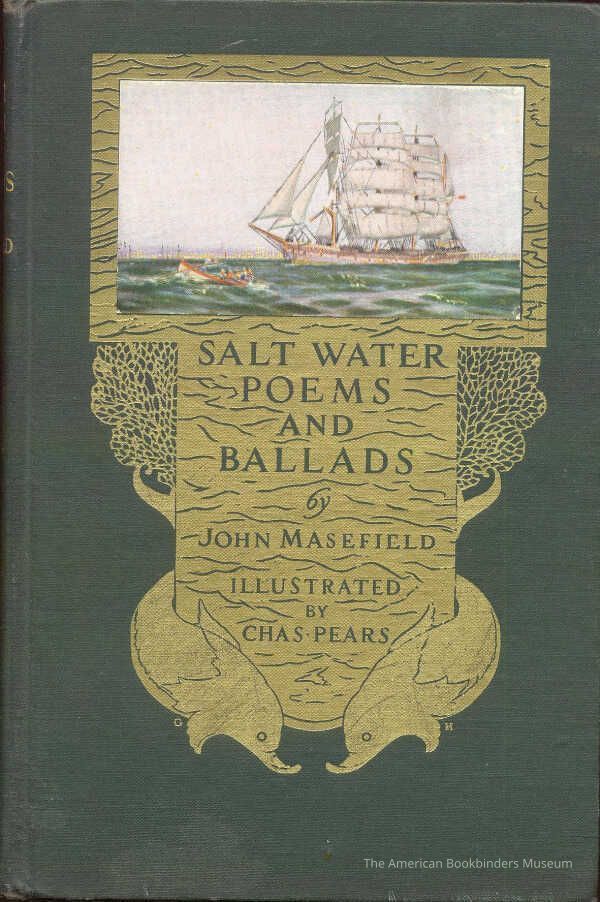 S
D
SALT WATER
POEMS
AND
BALLADS
by
JOHN MASEFIELD
ILLUSTRATED
BY
CHAS·PEARS
G H
The American Bookbinders Museum